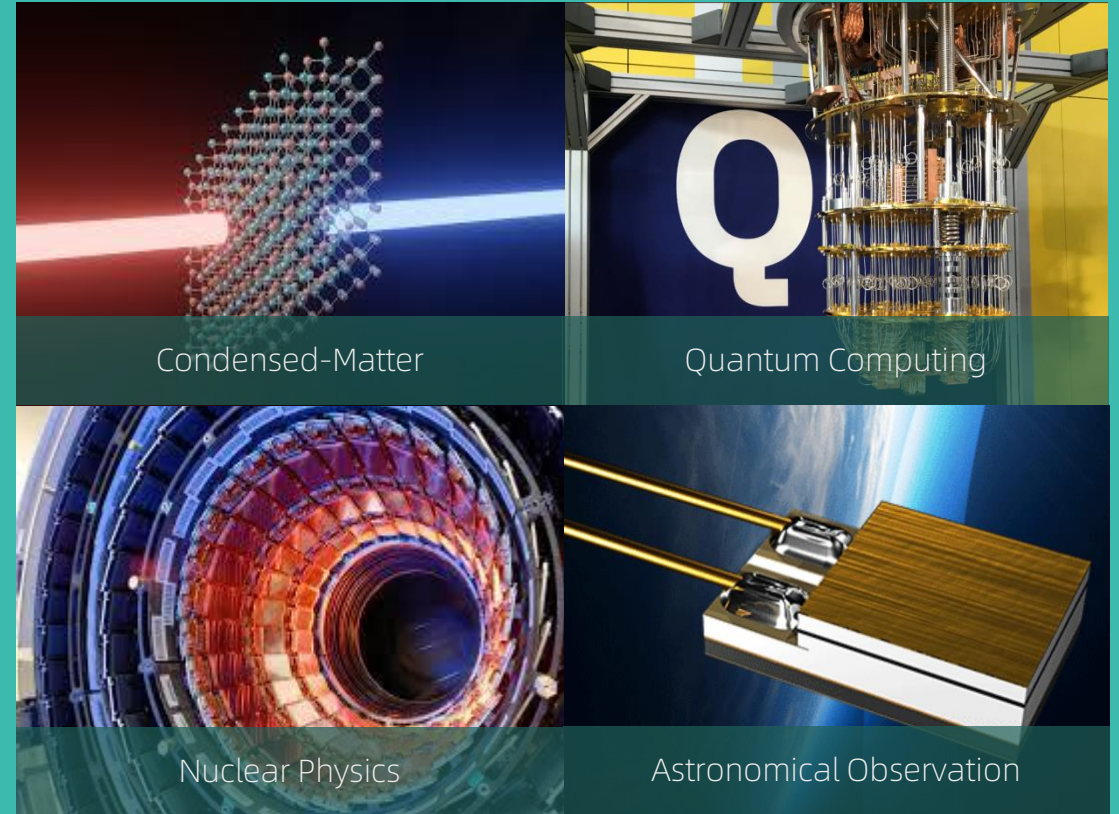 Q
Condensed-Matter
Quantum Computing
Nuclear Physics
Astronomical Observation